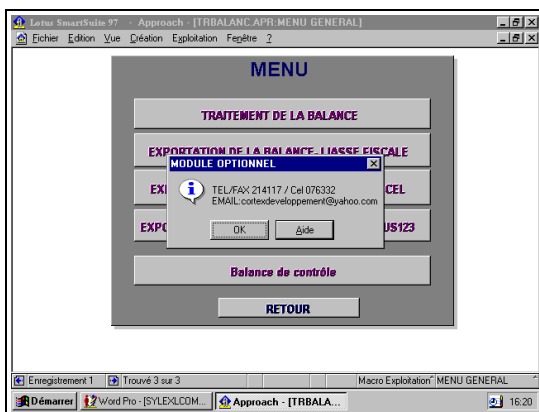 Lotus SmartSuite 97 - Approach - [TRBALANC.APR:MENU GENERAL]
Fichier Edition Vue Création Exploitation Fenêtre ?
MENU
TRAITEMENT DE LA BALANCE
EXPORTATION DE LA BALANCE- LIASSE FISCALE
MODULE OPTIONNEL
TEL/FAX 214117 / Cel 076332
EMAIL:cortexdeveloppement@yahoo.com
EXP
CEL
OK
Aide
EXPO
US123
Balance de contrôle
RETOUR
Enregistrement 1 Trouvé 3 sur 3 Macro Exploitation MENU GENERAL
Démarrer Word Pro - [SYLEXLCOM... Approach - [TRBALA... 16:20